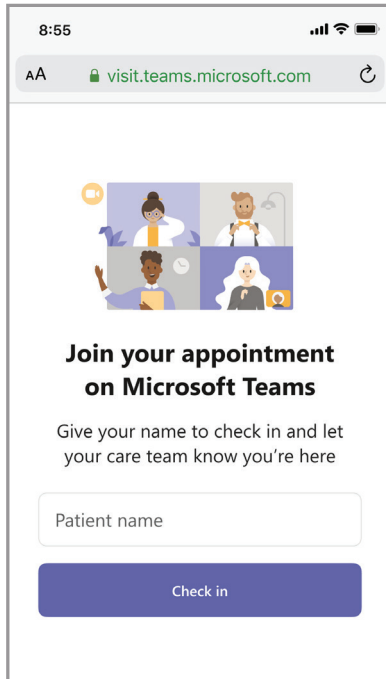 8:55
AA visit.teams.microsoft.com
Join your appointment
on Microsoft Teams
Give your name to check in and let
your care team know you're here
Patient name
Check in